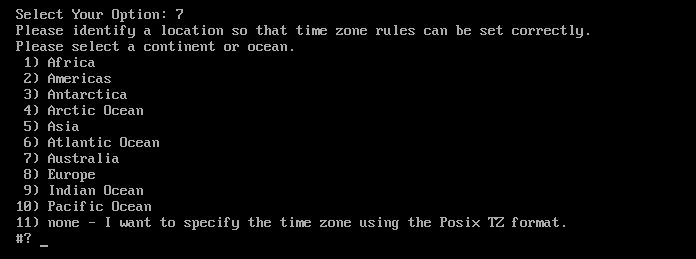 Select Your Option: 7
Please identify a location so that time zone rules can be set correctly.
Please select a continent or ocean.
 1) Africa
 2) Americas
 3) Antarctica
 4) Arctic Ocean
 5) Asia
 6) Atlantic Ocean
 7) Australia
 8) Europe
 9) Indian Ocean
10) Pacific Ocean
11) none - I want to specify the time zone using the Posix TZ format.
#? _